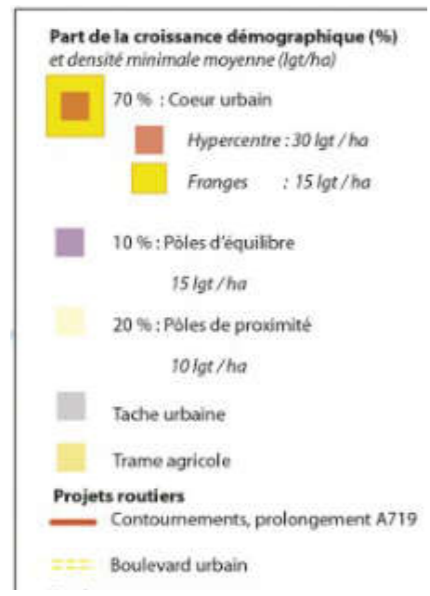 Part de la croissance démographique (%)
et densité minimale moyenne (lgt/ha)
70 % : Coeur urbain
Hypercentre : 30 lgt / ha
Franges : 15 lgt / ha
10 % : Pôles d'équilibre
15 lgt / ha
20 % : Pôles de proximité
10 lgt / ha
Tache urbaine
Trame agricole
Projets routiers
Contournements, prolongement A719
Boulevard urbain